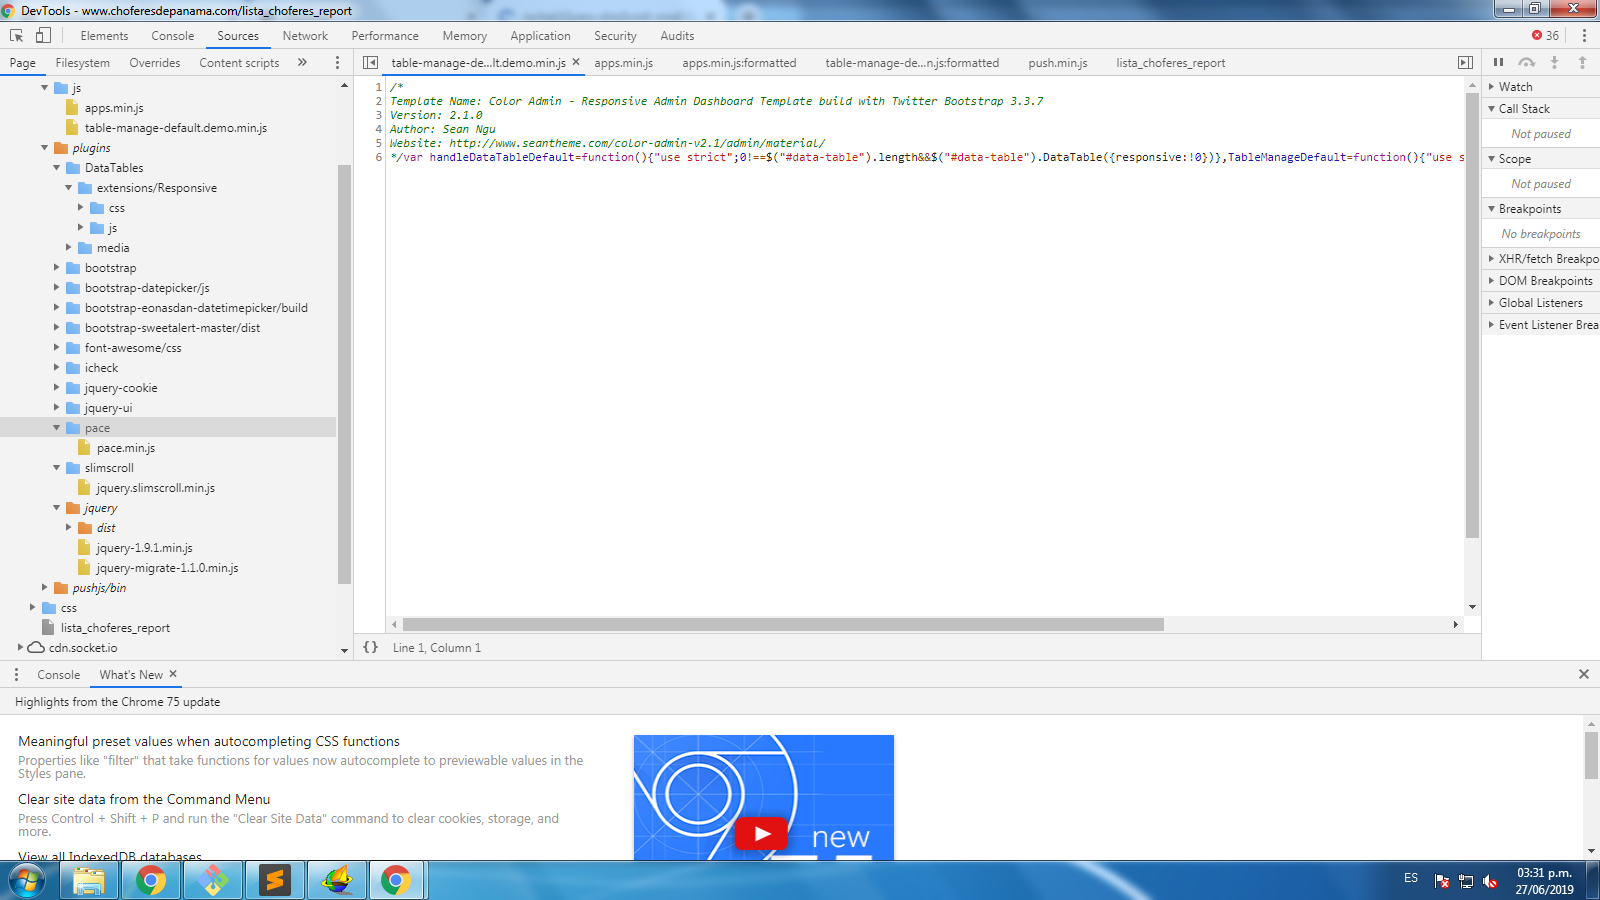 DevTools - www.choferesdepanama.com/lista_choferes_report
Elements Console Sources Network Performance Memory Application Security Audits 36
Page Filesystem Overrides Content scripts »
table-manage-de...lt.demo.min.js × apps.min.js apps.min.js:formatted table-manage-de...n.js:formatted push.min.js lista_choferes_report
js
apps.min.js
table-manage-default.demo.min.js
plugins
DataTables
extensions/Responsive
css
js
media
bootstrap
bootstrap-datepicker/js
bootstrap-eonasdan-datetimepicker/build
bootstrap-sweetalert-master/dist
font-awesome/css
icheck
jquery-cookie
jquery-ui
pace
pace.min.js
slimscroll
jquery.slimscroll.min.js
jquery
dist
jquery-1.9.1.min.js
jquery-migrate-1.1.0.min.js
pushjs/bin
css
lista_choferes_report
cdn.socket.io
1 /*
2 Template Name: Color Admin - Responsive Admin Dashboard Template build with Twitter Bootstrap 3.3.7
3 Version: 2.1.0
4 Author: Sean Ngu
5 Website: http://www.seantheme.com/color-admin-v2.1/admin/material/
6 */var handleDataTableDefault=function(){"use strict";0!==$("#data-table").length&&$("#data-table").DataTable({responsive:!0})},TableManageDefault=function(){"use s
{} Line 1, Column 1
Watch
Call Stack
Not paused
Scope
Not paused
Breakpoints
No breakpoints
XHR/fetch Breakpo
DOM Breakpoints
Global Listeners
Event Listener Brea
Console What's New ×
Highlights from the Chrome 75 update
Meaningful preset values when autocompleting CSS functions
Properties like "filter" that take functions for values now autocomplete to previewable values in the
Styles pane.
Clear site data from the Command Menu
Press Control + Shift + P and run the "Clear Site Data" command to clear cookies, storage, and
more.
View all IndexedDB databases
new
ES
03:31 p.m.
27/06/2019